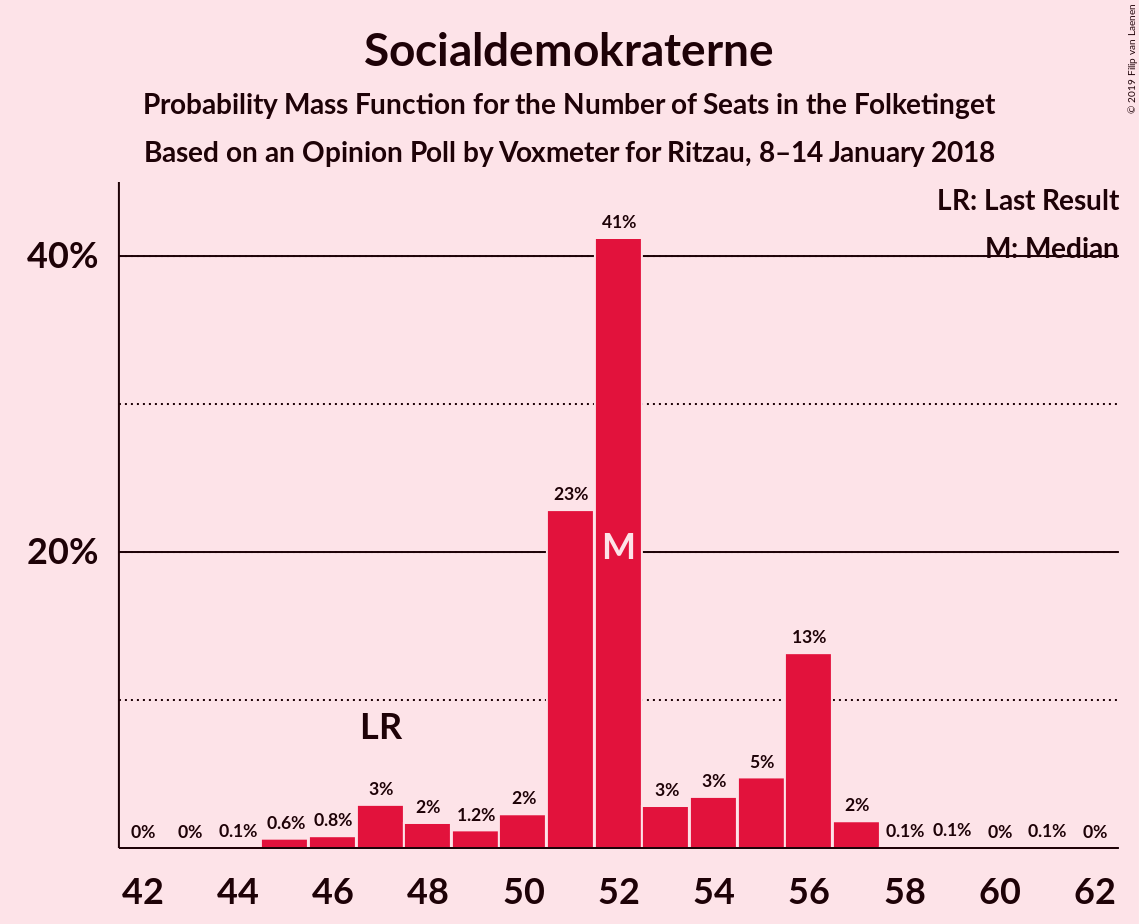 Socialdemokraterne
Probability Mass Function for the Number of Seats in the Folketinget
Based on an Opinion Poll by Voxmeter for Ritzau, 8–14 January 2018
© 2019 Filip van Laenen
LR: Last Result
M: Median
40%
20%
41%
23%
M
13%
LR
0% 0% 0.1% 0.6% 0.8% 3% 2% 1.2% 2% 3% 3% 5% 2% 0.1% 0.1% 0% 0.1% 0%
42 44 46 48 50 52 54 56 58 60 62